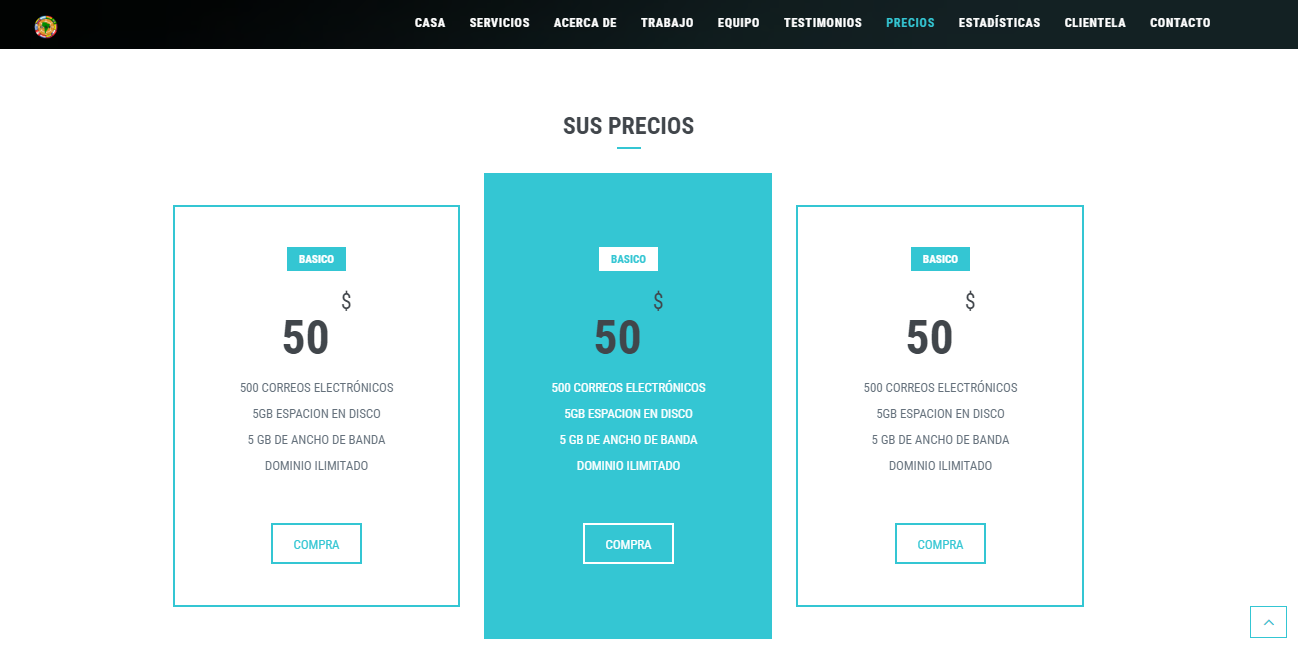 CASA SERVICIOS ACERCA DE TRABAJO EQUIPO TESTIMONIOS PRECIOS ESTADÍSTICAS CLIENTELA CONTACTO
SUS PRECIOS
BASICO
$
50
500 CORREOS ELECTRÓNICOS
5GB ESPACION EN DISCO
5 GB DE ANCHO DE BANDA
DOMINIO ILIMITADO
COMPRA
BASICO
$
50
500 CORREOS ELECTRÓNICOS
5GB ESPACION EN DISCO
5 GB DE ANCHO DE BANDA
DOMINIO ILIMITADO
COMPRA
BASICO
$
50
500 CORREOS ELECTRÓNICOS
5GB ESPACION EN DISCO
5 GB DE ANCHO DE BANDA
DOMINIO ILIMITADO
COMPRA